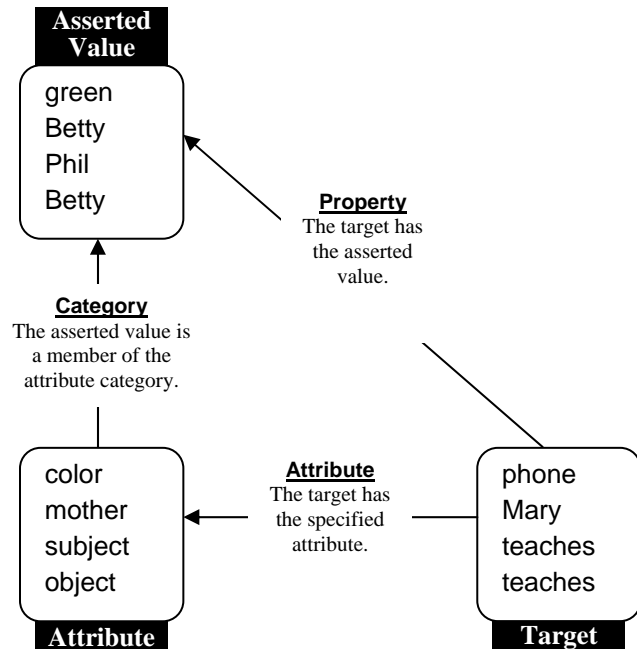 Asserted
Value
green
Betty
Phil
Betty
Property
The target has
the asserted
value.
Category
The asserted value is
a member of the
attribute category.
color
mother
subject
object
Attribute
Attribute
The target has
the specified
attribute.
phone
Mary
teaches
teaches
Target